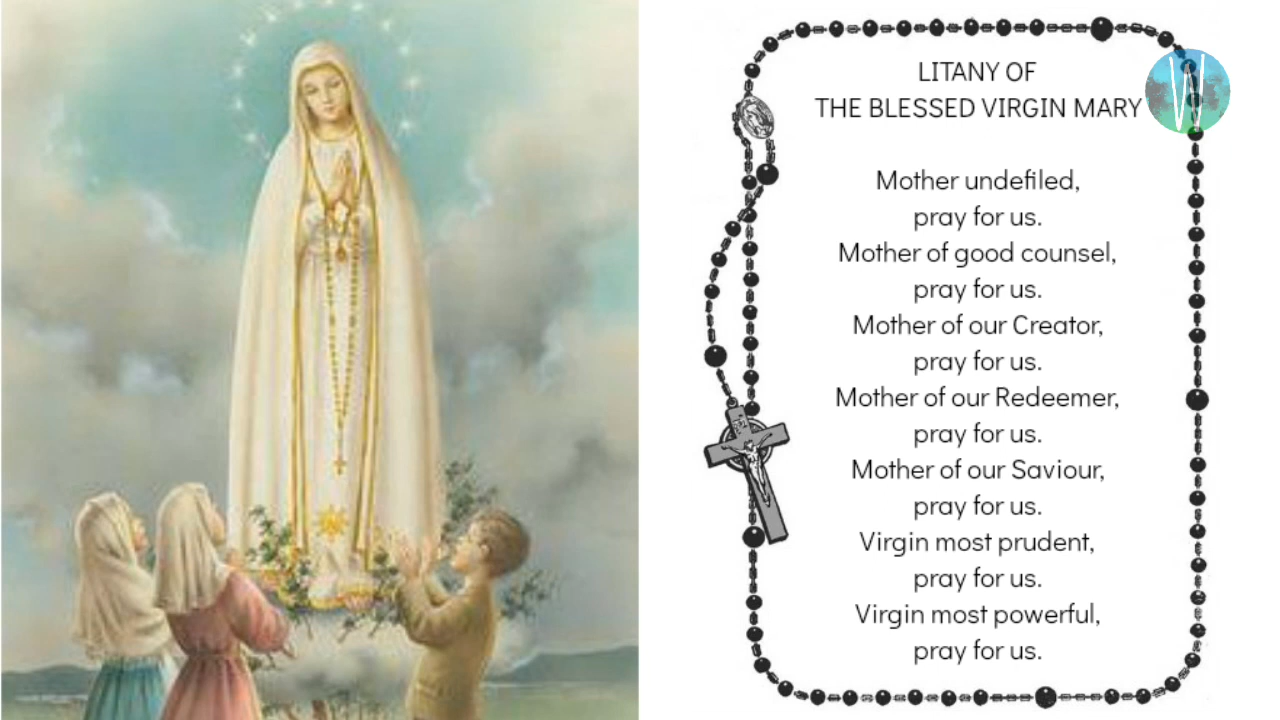 LITANY OF
THE BLESSED VIRGIN MARY
Mother undefiled,
pray for us.
Mother of good counsel,
pray for us.
Mother of our Creator,
pray for us.
Mother of our Redeemer,
pray for us.
Mother of our Saviour,
pray for us.
Virgin most prudent,
pray for us.
Virgin most powerful,
pray for us.